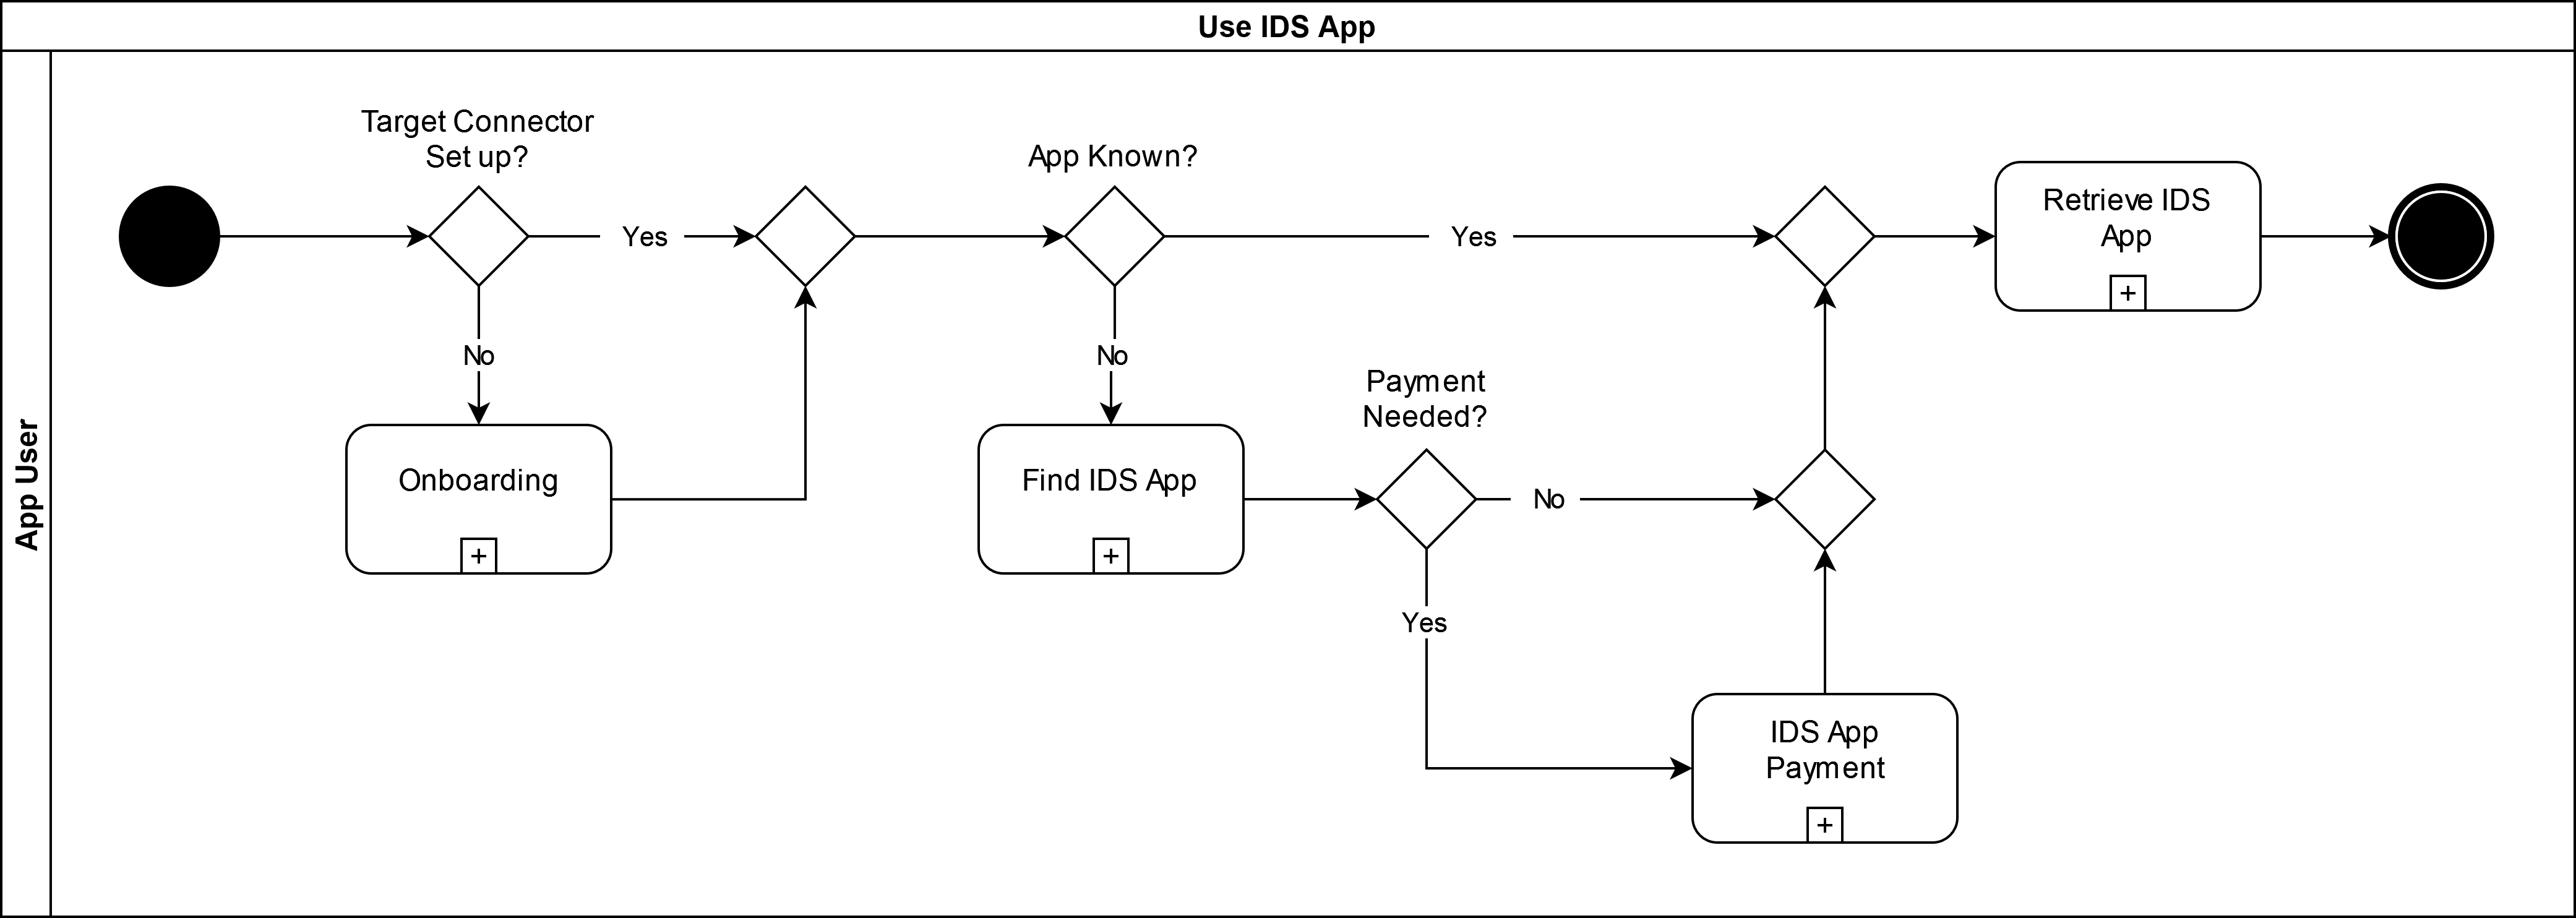 Use IDS App
App User
Target Connector
Set up?
Yes
No
Onboarding
+
App Known?
Yes
No
Find IDS App
+
Payment
Needed?
No
Yes
IDS App
Payment
+
Retrieve IDS
App
+